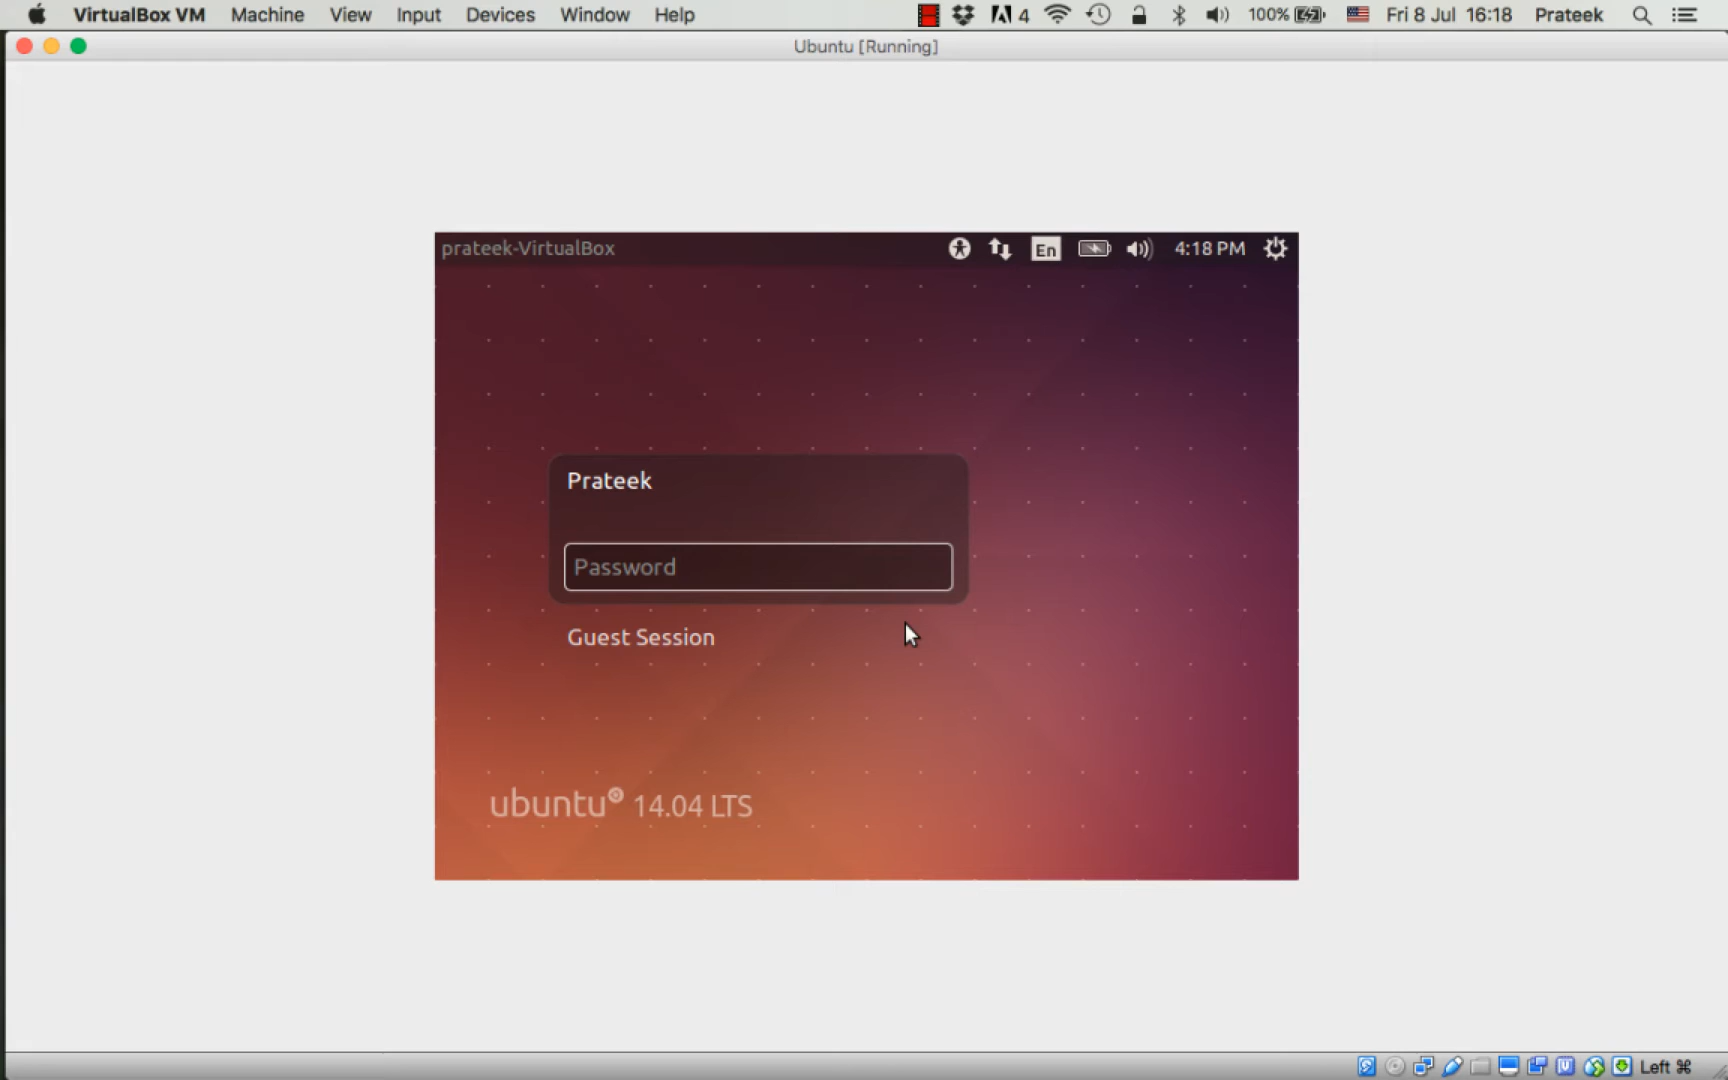 VirtualBox VM Machine View Input Devices Window Help 4 100% Fri 8 Jul 16:18 Prateek
Ubuntu [Running]
prateek-VirtualBox En 4:18 PM
Prateek
Password
Guest Session
ubuntu 14.04 LTS
Left ⌘